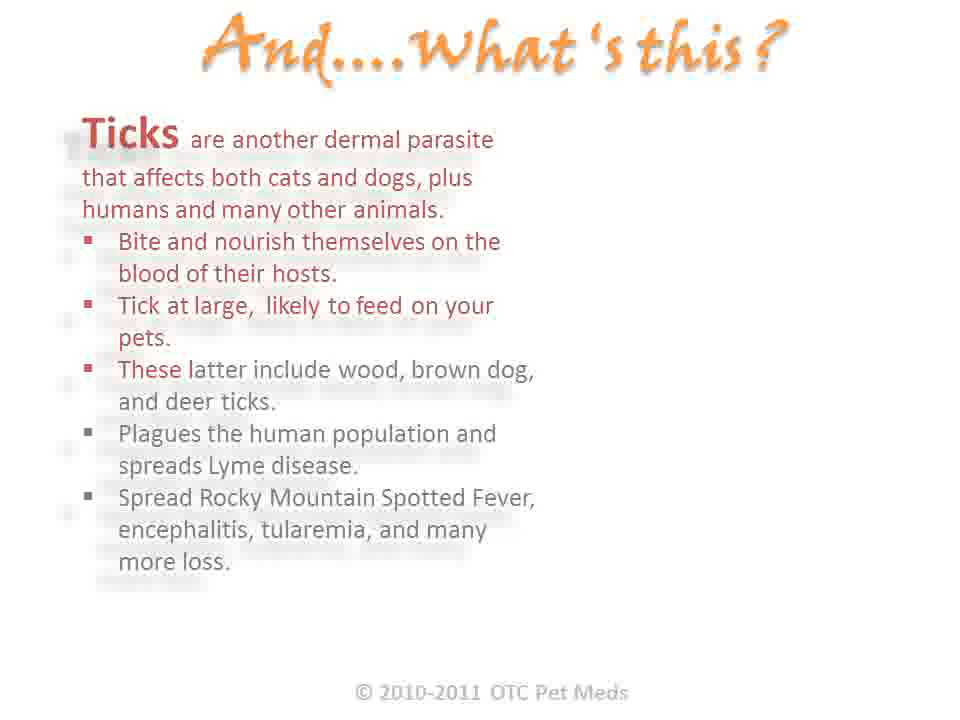 And....What 's this?
Ticks are another dermal parasite
that affects both cats and dogs, plus
humans and many other animals.
▪ Bite and nourish themselves on the
blood of their hosts.
▪ Tick at large, likely to feed on your
pets.
▪ These latter include wood, brown dog,
and deer ticks.
▪ Plagues the human population and
spreads Lyme disease.
▪ Spread Rocky Mountain Spotted Fever,
encephalitis, tularemia, and many
more loss.
© 2010-2011 OTC Pet Meds